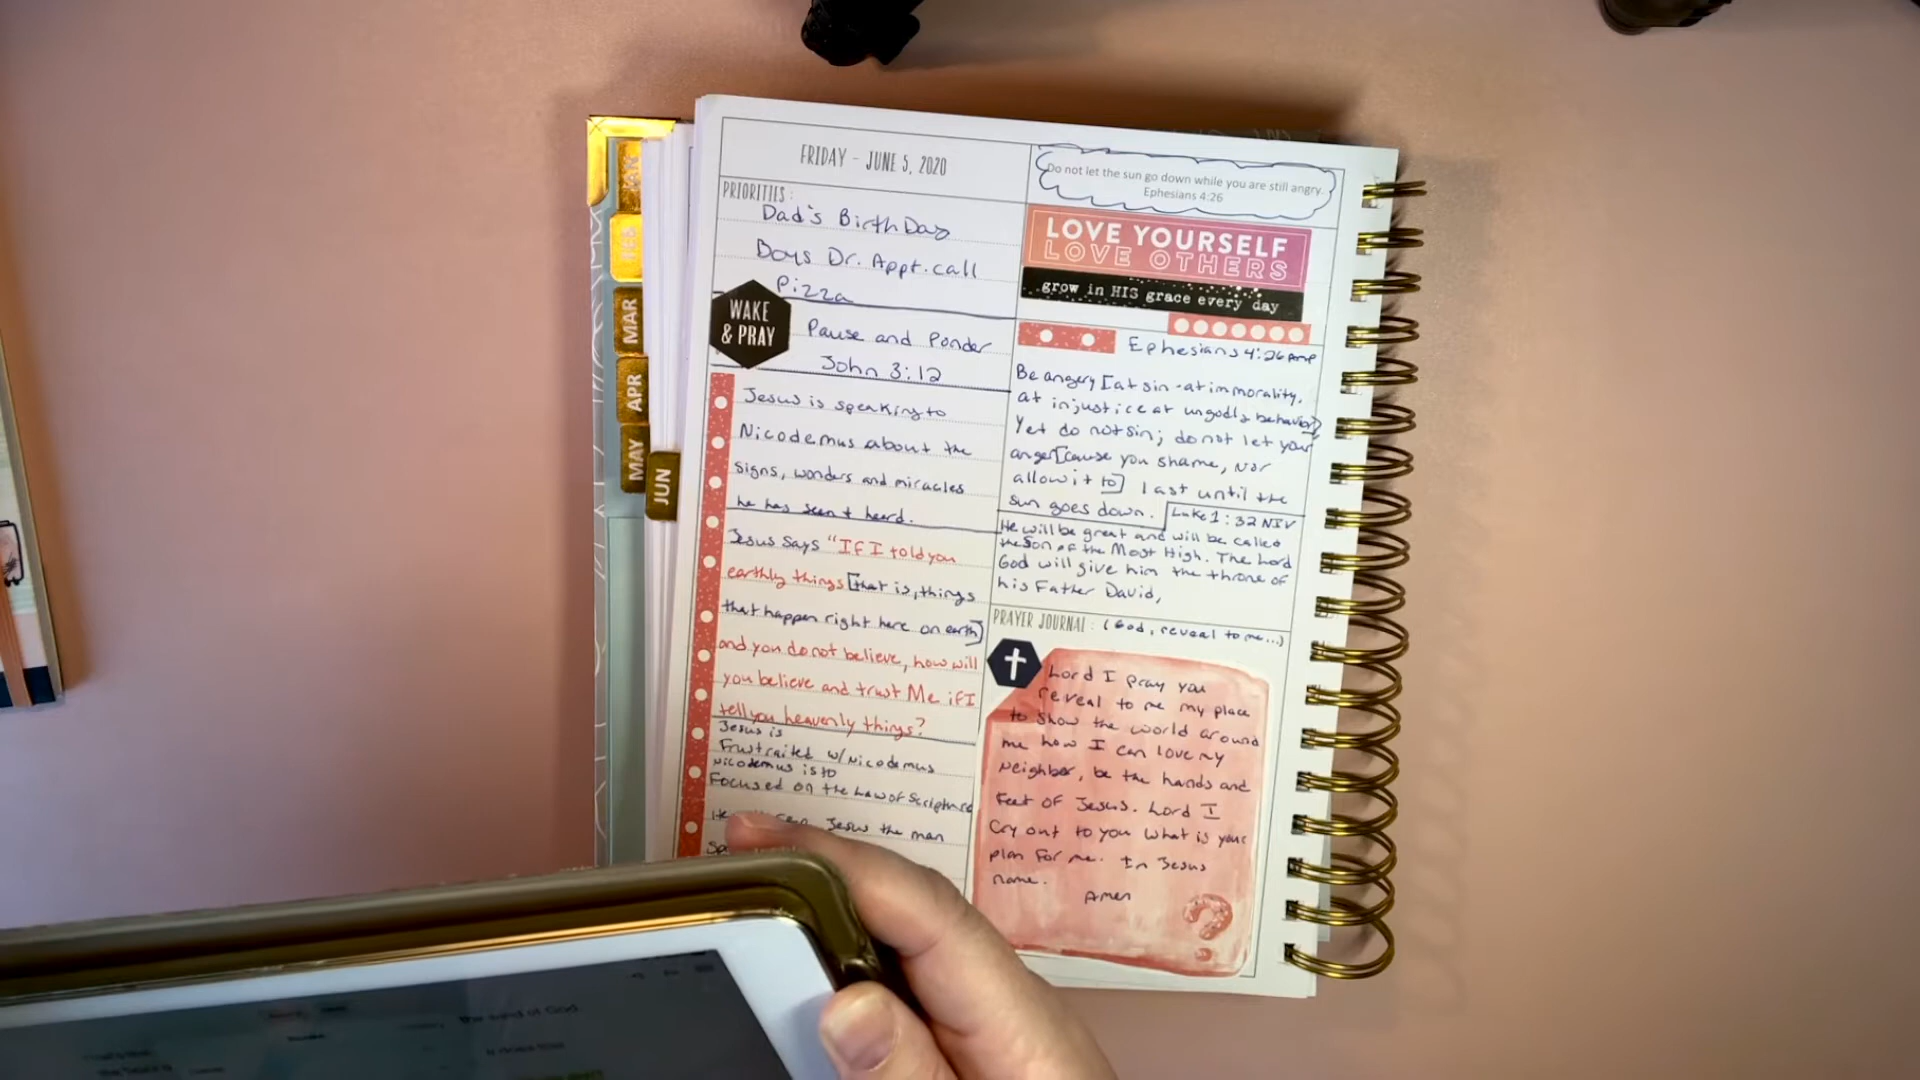 FRIDAY - JUNE 5, 2020
PRIORITIES:
Dad's BirthDay
Boys Dr. Appt. call
Pizza
WAKE
& PRAY
Pause and Ponder
John 3:12
Jesus is speaking to
Nicodemus about the
signs, wonders and miracles
he has seen + heard.
Jesus says "If I told you
earthly things [that is, things
that happen right here on earth]
and you do not believe, how will
you believe and trust Me if I
tell you heavenly things?
Jesus is
Frustraited w/Nicodemus
Nicodemus is to
Focused on the Law of Scripture
Jesus the man
Do not let the sun go down while you are still angry.
Ephesians 4:26
LOVE YOURSELF
LOVE OTHERS
grow in HIS grace every day
Ephesians 4:26 AMP
Be angery [at sin - at immorality,
at injustice at ungodly behavior]
Yet do not sin; do not let your
anger [cause you shame, nor
allow it to] last until the
sun goes down.
Luke 1:32 NIV
He will be great and will be called
the Son of the Most High. The Lord
God will give him the throne of
his Father David,
PRAYER JOURNAL: (God, reveal to me...)
Lord I pray you
reveal to me my place
to show the world around
me how I can love my
Neighbor, be the hands and
feet of Jesus. Lord I
Cry out to you what is your
plan for me. In Jesus
name.
Amen
?
JAN
FEB
MAR
APR
MAY
JUN
The mind of God